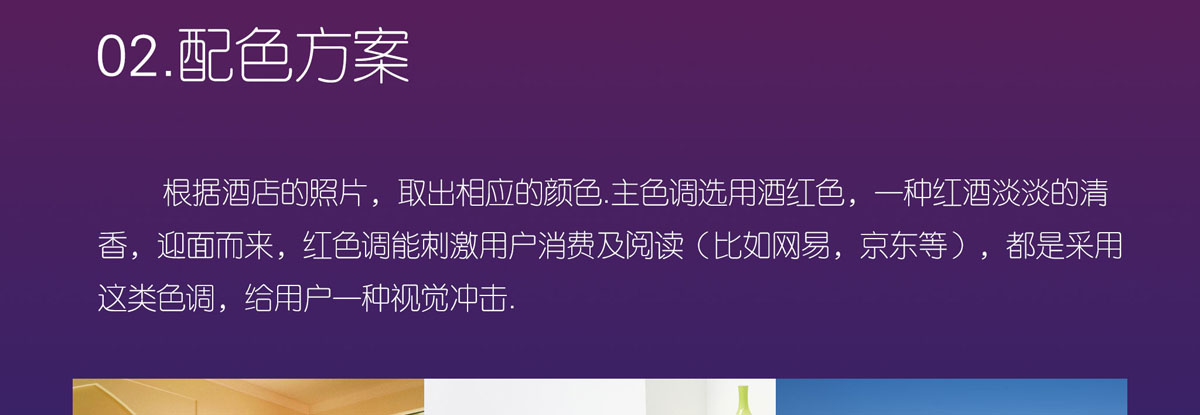 02.配色方案
根据酒店的照片，取出相应的颜色.主色调选用酒红色，一种红酒淡淡的清
香，迎面而来，红色调能刺激用户消费及阅读（比如网易，京东等），都是采用
这类色调，给用户一种视觉冲击.